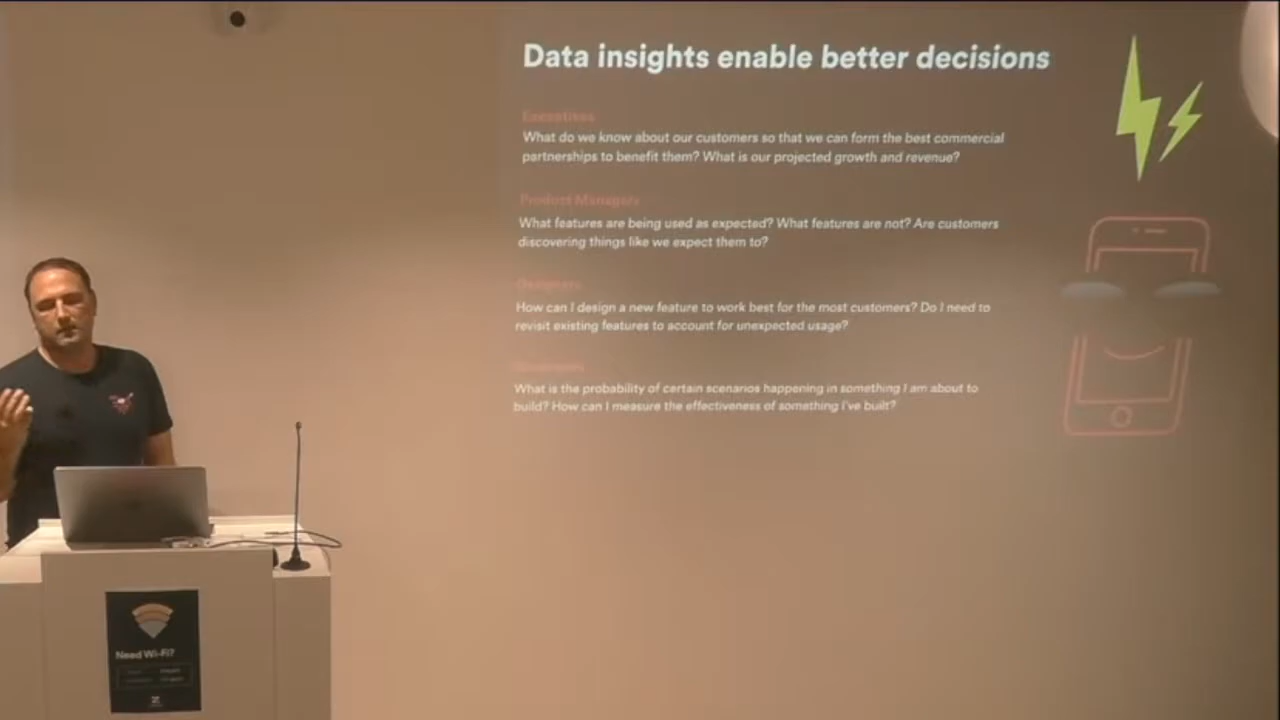 Data insights enable better decisions
Executives
What do we know about our customers so that we can form the best commercial
partnerships to benefit them? What is our projected growth and revenue?
Product Managers
What features are being used as expected? What features are not? Are customers
discovering things like we expect them to?
Designers
How can I design a new feature to work best for the most customers? Do I need to
revisit existing features to account for unexpected usage?
What is the probability of certain scenarios happening in something I am about to
build? How can I measure the effectiveness of something I've built?
Need Wi-Fi?